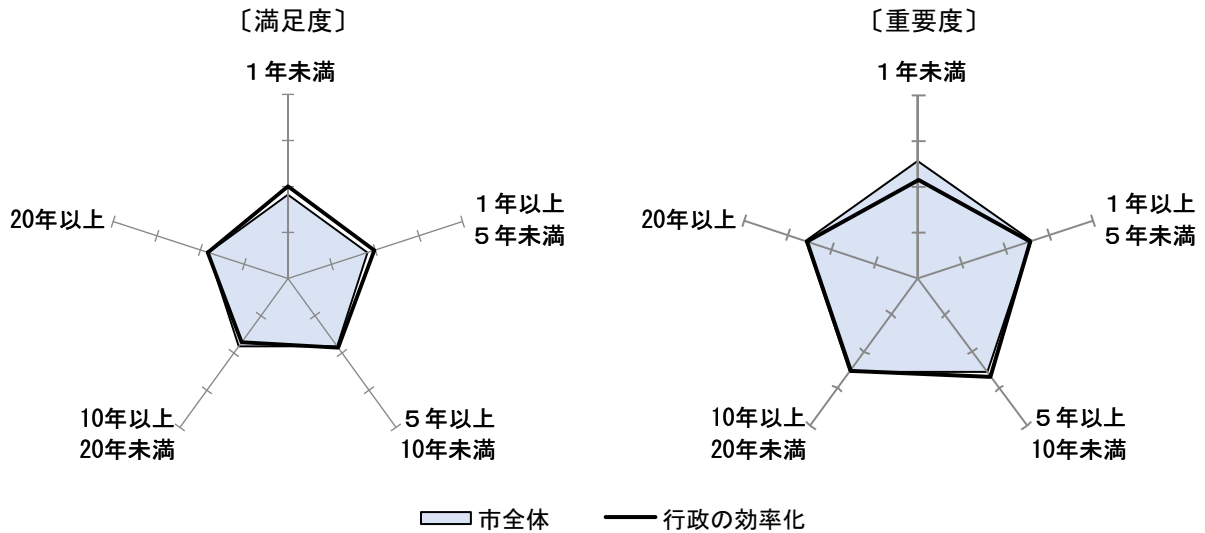 〔満足度〕
１年未満
１年以上
５年未満
５年以上
10年未満
10年以上
20年未満
20年以上
〔重要度〕
１年未満
１年以上
５年未満
５年以上
10年未満
10年以上
20年未満
20年以上
市全体
行政の効率化